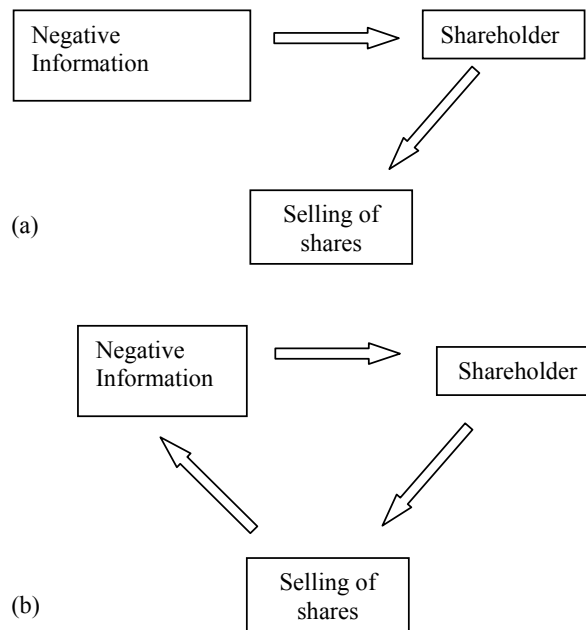 Negative
Information
Shareholder
Selling of
shares
(a)
Negative
Information
Shareholder
Selling of
shares
(b)